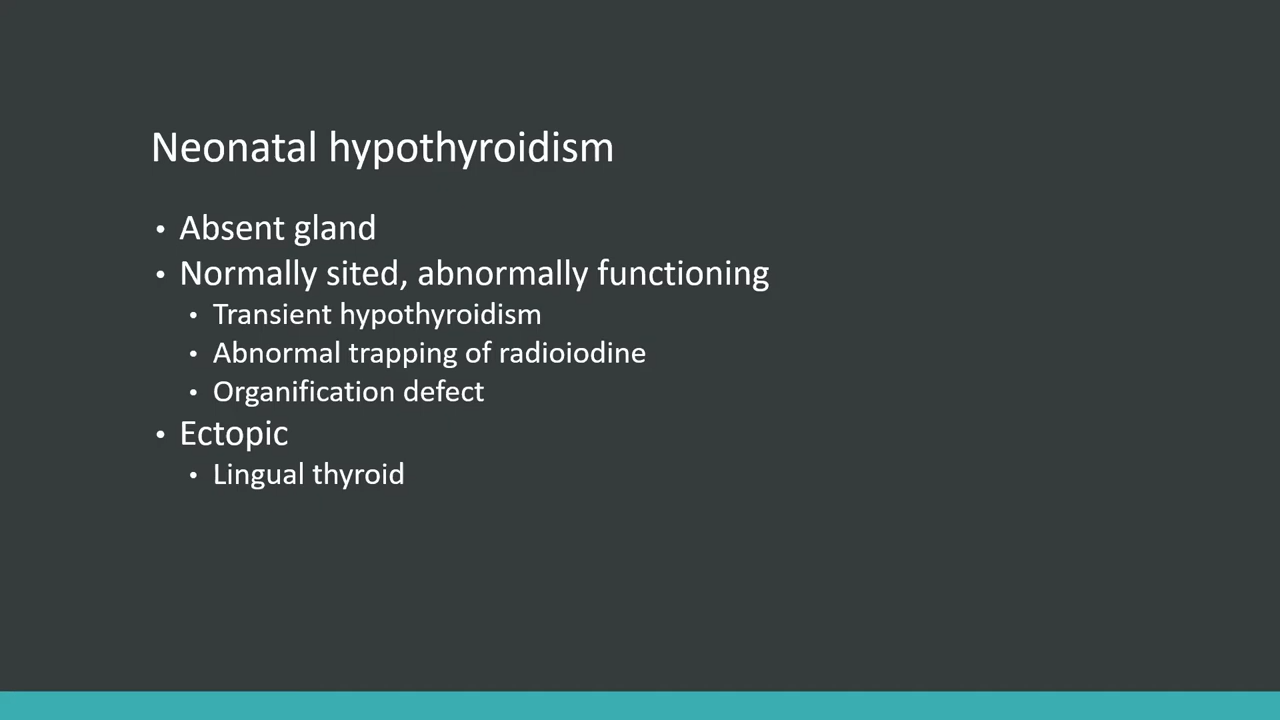 Neonatal hypothyroidism
• Absent gland
• Normally sited, abnormally functioning
• Transient hypothyroidism
• Abnormal trapping of radioiodine
• Organification defect
• Ectopic
• Lingual thyroid